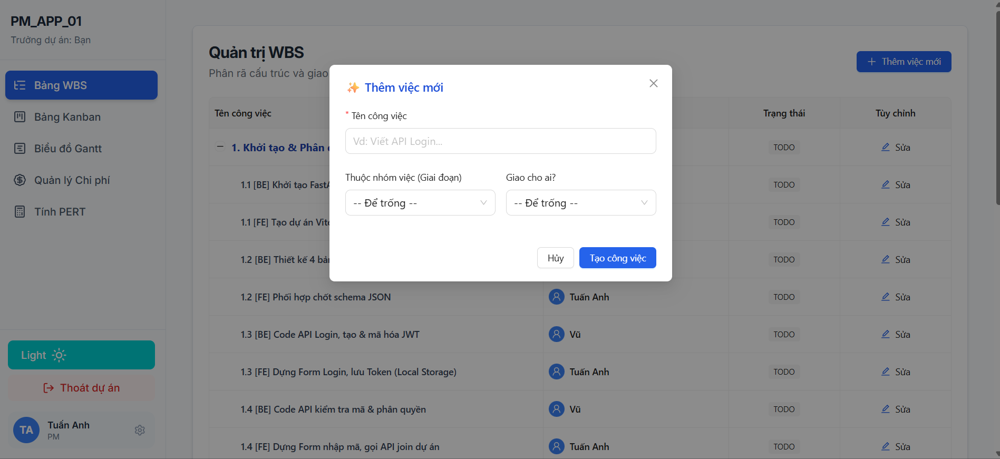 PM_APP_01
Trưởng dự án: Bạn
Bảng WBS
Bảng Kanban
Biểu đồ Gantt
Quản lý Chi phí
Tính PERT
Light
Thoát dự án
TA
Tuấn Anh
PM
Quản trị WBS
Phân rã cấu trúc và giao
+ Thêm việc mới
Tên công việc
Trạng thái
Tùy chỉnh
1. Khởi tạo & Phân
TODO
Sửa
1.1 [BE] Khởi tạo FastA
TODO
Sửa
1.1 [FE] Tạo dự án Vite
TODO
Sửa
1.2 [BE] Thiết kế 4 bản
TODO
Sửa
1.2 [FE] Phối hợp chốt schema JSON
Tuấn Anh
TODO
Sửa
1.3 [BE] Code API Login, tạo & mã hóa JWT
Vũ
TODO
Sửa
1.3 [FE] Dựng Form Login, lưu Token (Local Storage)
Tuấn Anh
TODO
Sửa
1.4 [BE] Code API kiểm tra mã & phân quyền
Vũ
TODO
Sửa
1.4 [FE] Dựng Form nhập mã, gọi API join dự án
Tuấn Anh
TODO
Sửa
✨ Thêm việc mới
* Tên công việc
Vd: Viết API Login...
Thuộc nhóm việc (Giai đoạn)
Giao cho ai?
-- Để trống --
-- Để trống --
Hủy
Tạo công việc